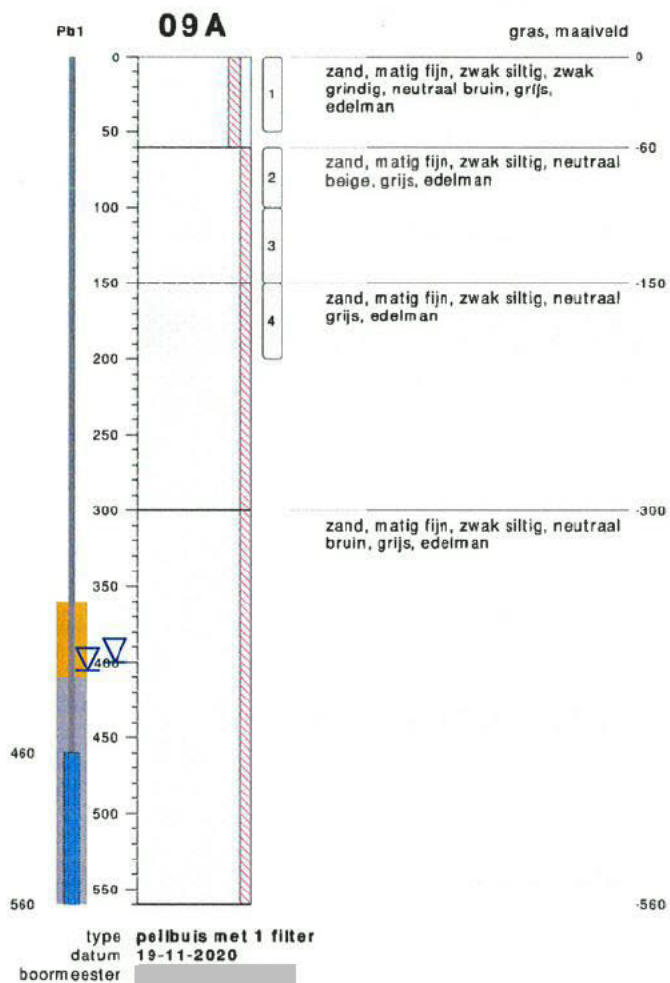 Pb1
09A
gras, maaiveld
0
0
1
zand, matig fijn, zwak siltig, zwak
grindig, neutraal bruin, grijs,
edelman
50
-60
2
zand, matig fijn, zwak siltig, neutraal
beige, grijs, edelman
100
3
150
-150
4
zand, matig fijn, zwak siltig, neutraal
grijs, edelman
200
250
300
-300
zand, matig fijn, zwak siltig, neutraal
bruin, grijs, edelman
350
400
450
460
500
550
560
-560
type peilbuis met 1 filter
datum 19-11-2020
boormeester